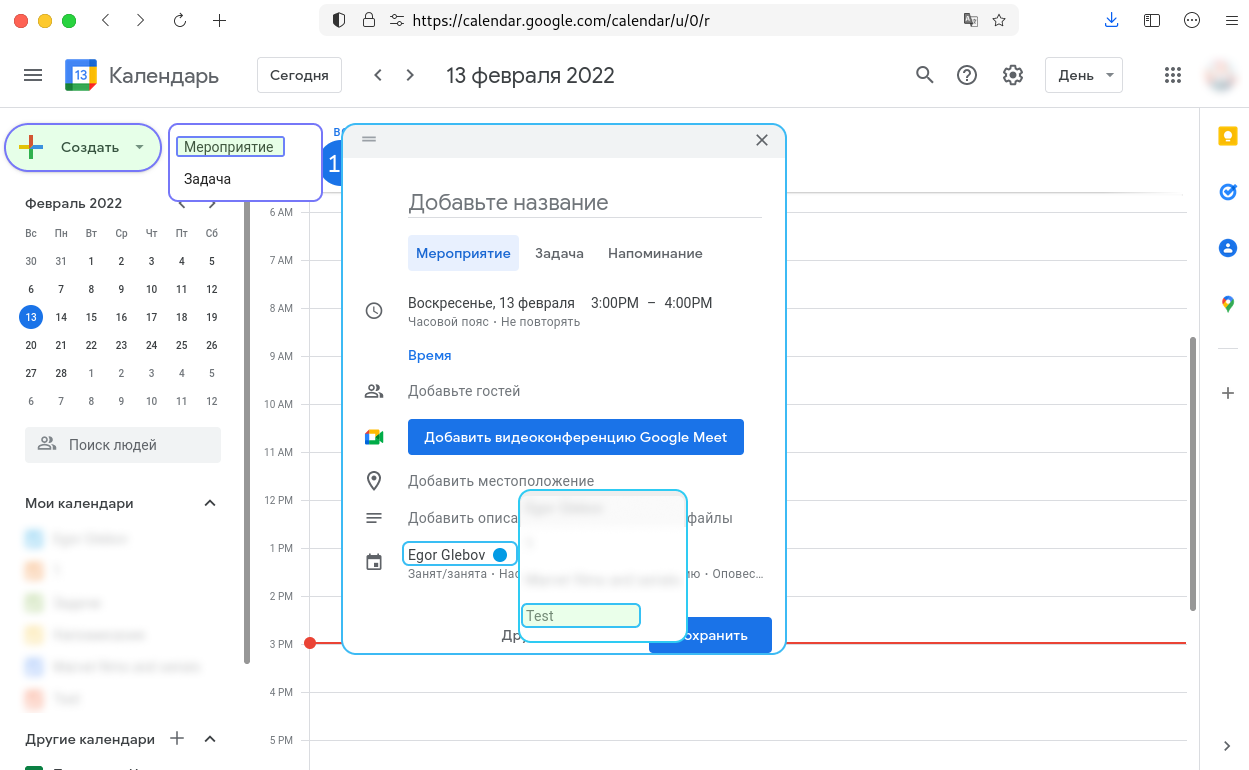 https://calendar.google.com/calendar/u/0/r
13
Календарь
Сегодня
13 февраля 2022
День
Создать
Мероприятие
Задача
Февраль 2022
Вс Пн Вт Ср Чт Пт Сб
30 31 1 2 3 4 5
6 7 8 9 10 11 12
13 14 15 16 17 18 19
20 21 22 23 24 25 26
27 28 1 2 3 4 5
6 7 8 9 10 11 12
Поиск людей
Мои календари
Другие календари
6 AM
7 AM
8 AM
9 AM
10 AM
11 AM
12 PM
1 PM
2 PM
3 PM
4 PM
5 PM
Добавьте название
Мероприятие Задача Напоминание
Воскресенье, 13 февраля 3:00PM – 4:00PM
Часовой пояс · Не повторять
Время
Добавьте гостей
Добавить видеоконференцию Google Meet
Добавить местоположение
Добавить описа файлы
Egor Glebov
Занят/занята · Нас ию · Оповес…
Test
Др охранить